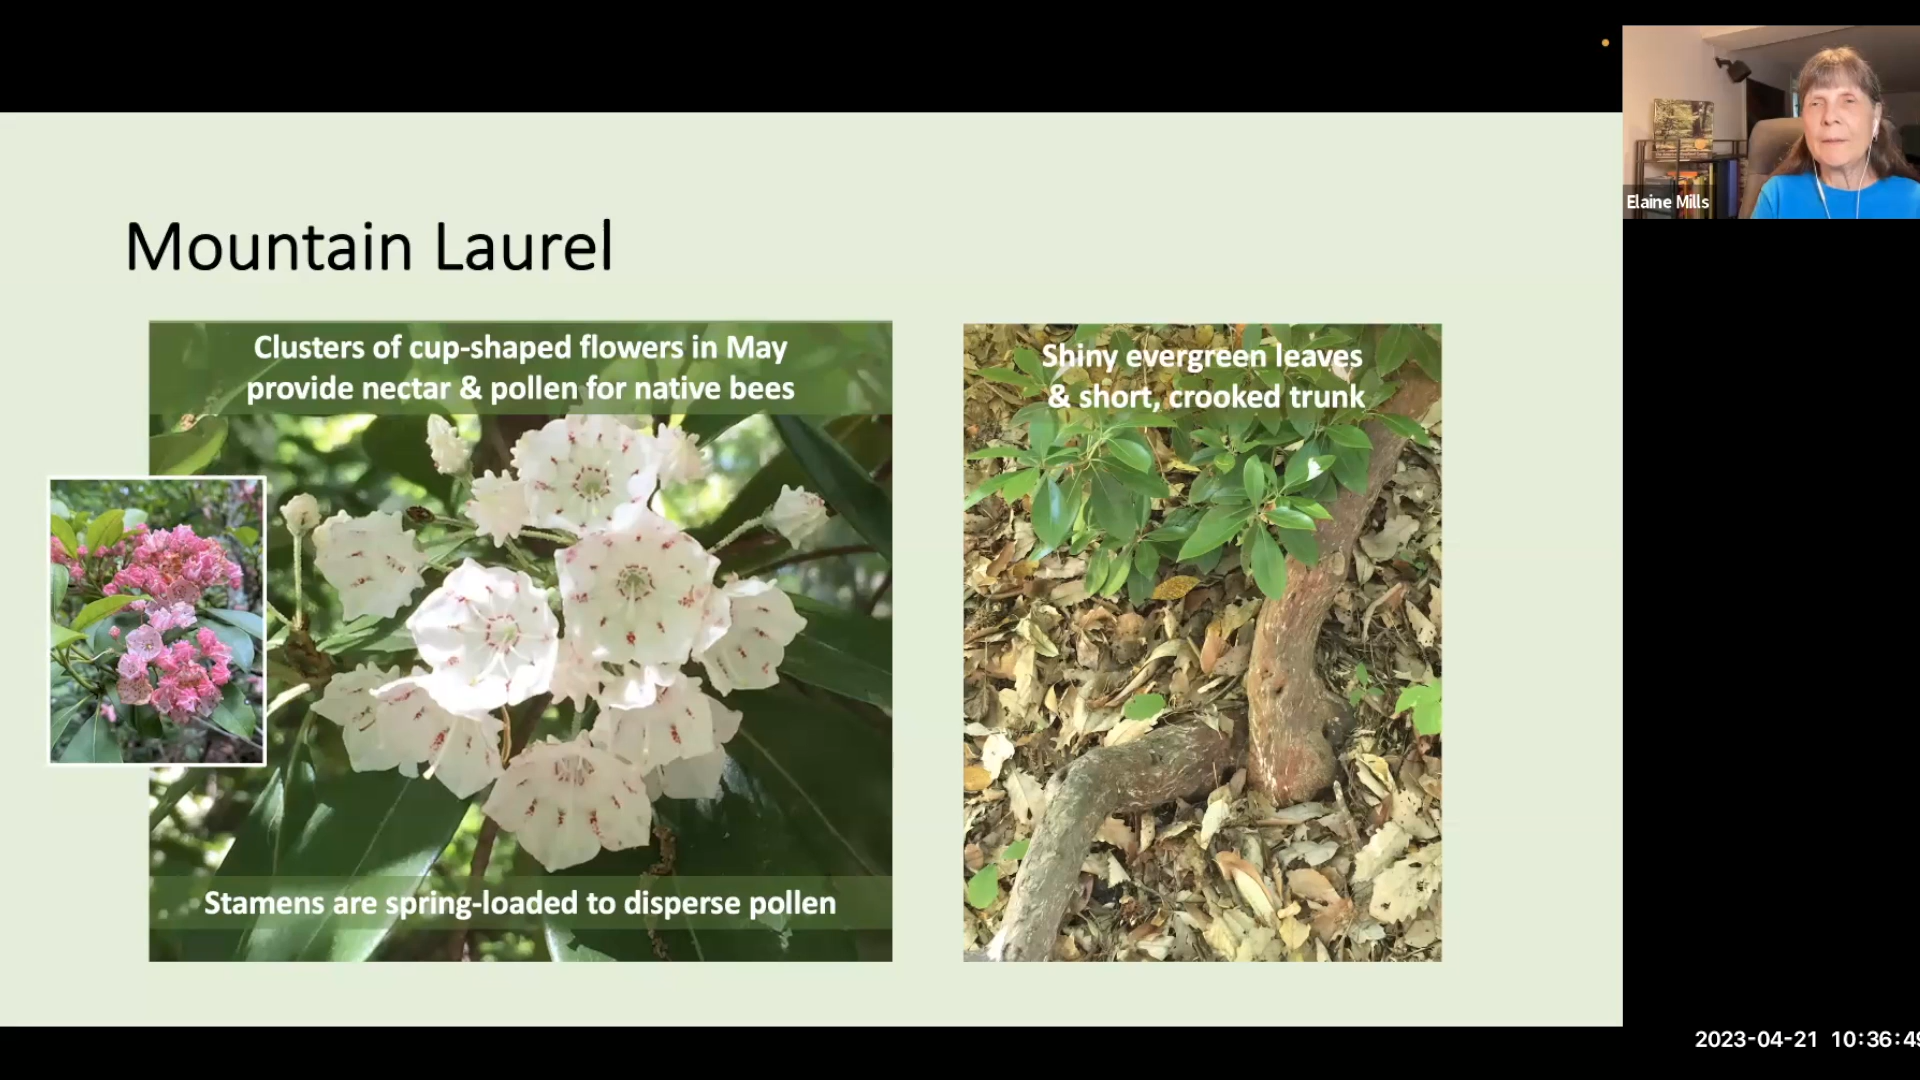 Mountain Laurel
Clusters of cup-shaped flowers in May
provide nectar & pollen for native bees
Stamens are spring-loaded to disperse pollen
Shiny evergreen leaves
& short, crooked trunk
Elaine Mills
2023-04-21 10:36:49